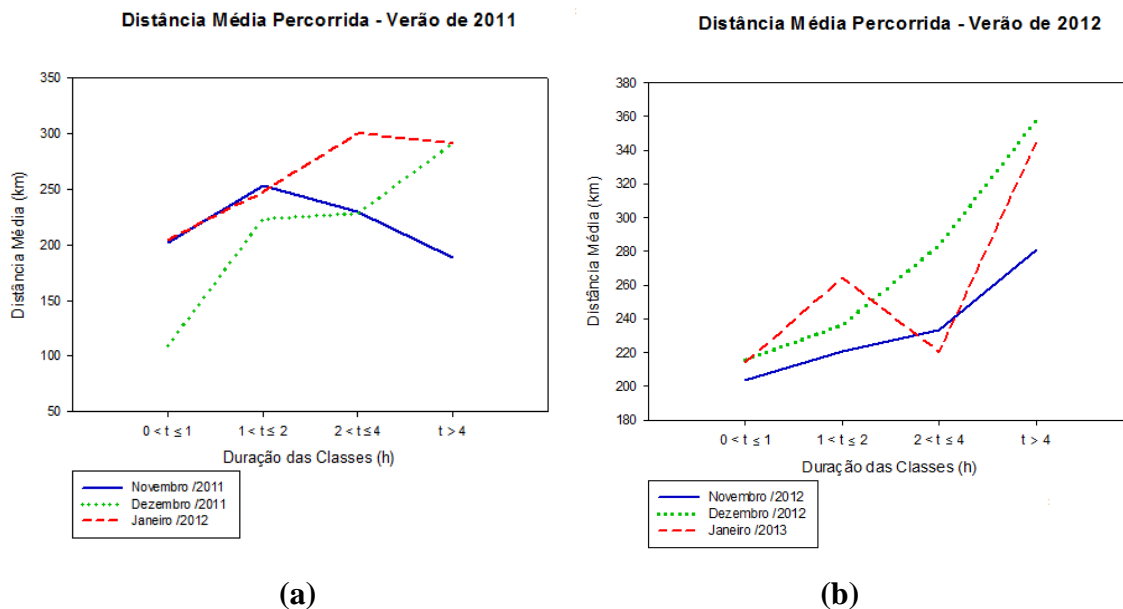 Distância Média Percorrida - Verão de 2011
Distância Média (km)
350
300
250
200
150
100
50
0 < t ≤ 1
1 < t ≤ 2
2 < t ≤ 4
t > 4
Duração das Classes (h)
Novembro /2011
Dezembro /2011
Janeiro /2012
(a)
Distância Média Percorrida - Verão de 2012
Distância Média (km)
380
360
340
320
300
280
260
240
220
200
180
0 < t ≤ 1
1 < t ≤ 2
2 < t ≤ 4
t > 4
Duração das Classes (h)
Novembro /2012
Dezembro /2012
Janeiro /2013
(b)